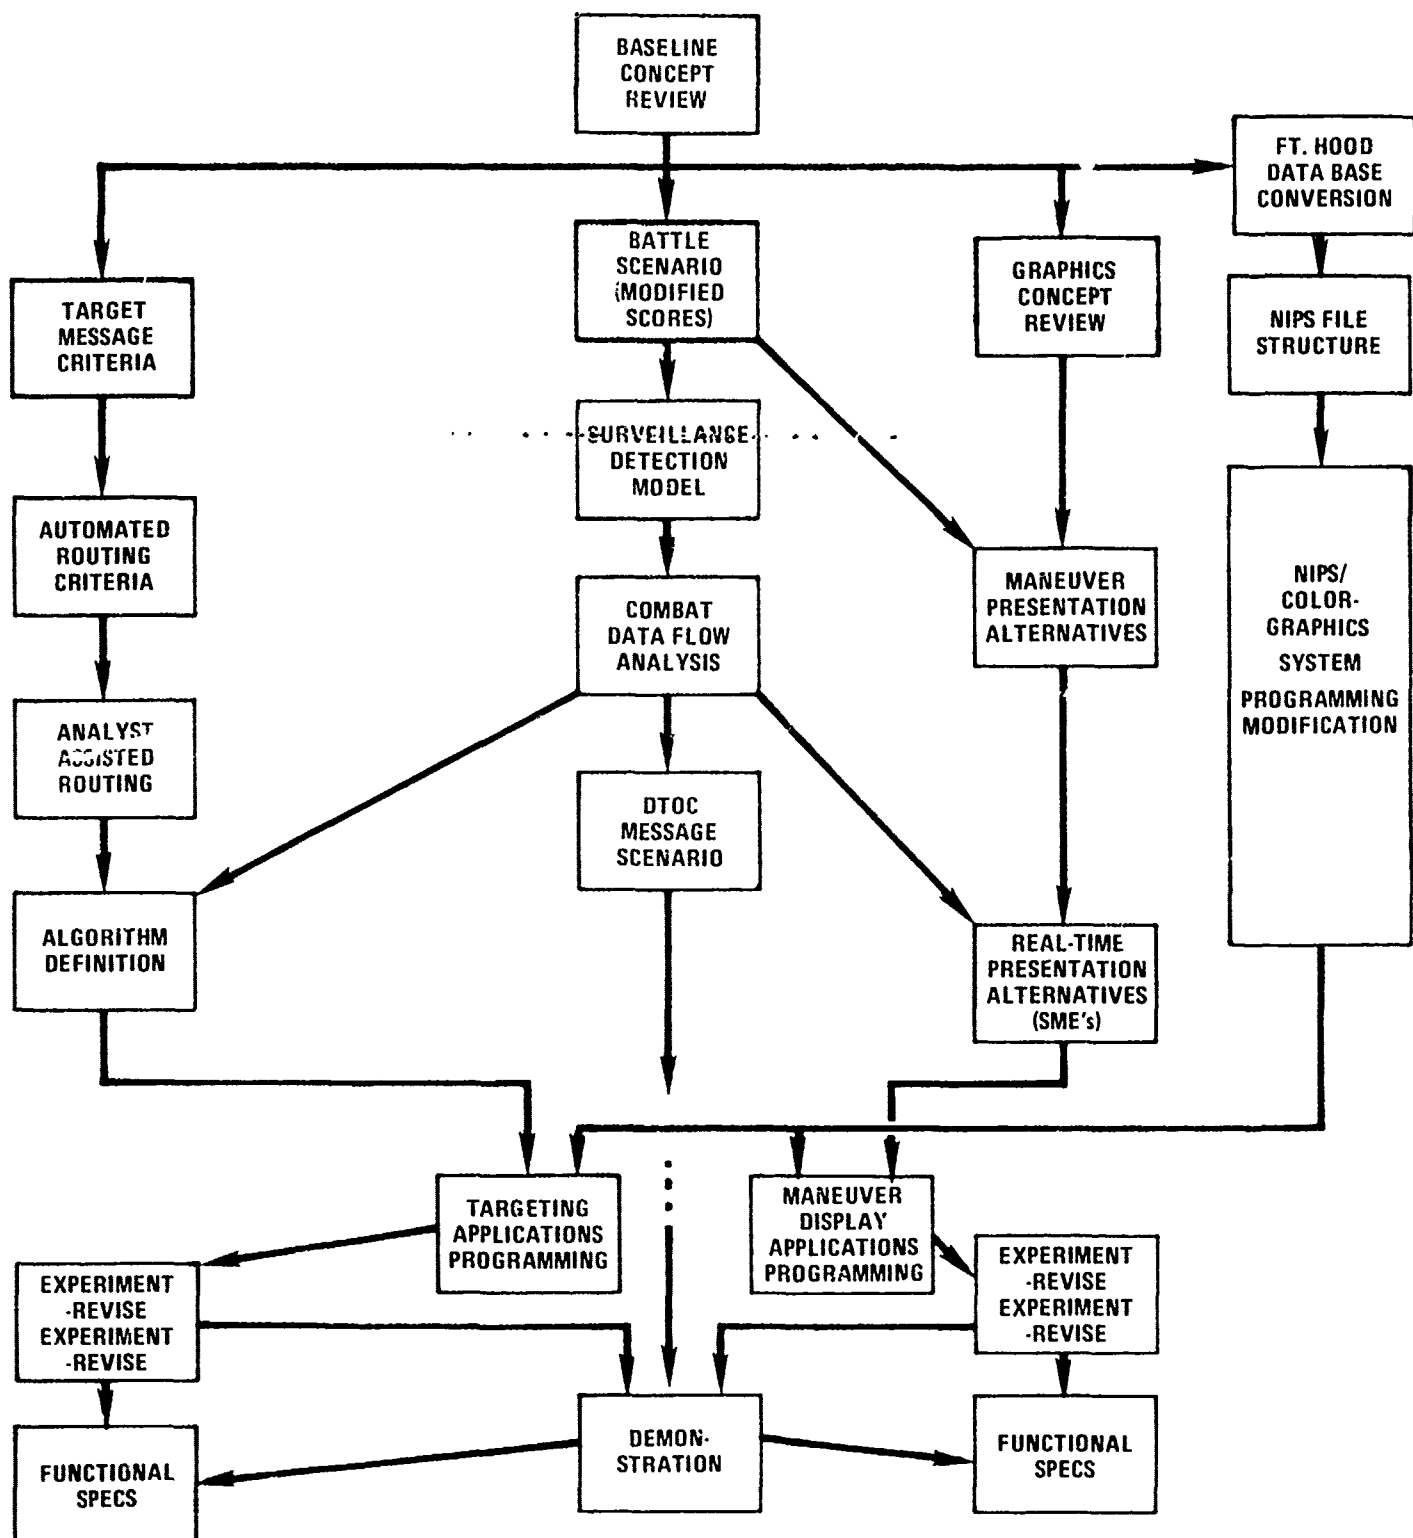 BASELINE
CONCEPT
REVIEW
FT. HOOD
DATA BASE
CONVERSION
BATTLE
SCENARIO
(MODIFIED
SCORES)
GRAPHICS
CONCEPT
REVIEW
TARGET
MESSAGE
CRITERIA
NIPS FILE
STRUCTURE
SURVEILLANCE
DETECTION
MODEL
AUTOMATED
ROUTING
CRITERIA
COMBAT
DATA FLOW
ANALYSIS
MANEUVER
PRESENTATION
ALTERNATIVES
NIPS/
COLOR-
GRAPHICS
SYSTEM
PROGRAMMING
MODIFICATION
ANALYST
ASSISTED
ROUTING
DTOC
MESSAGE
SCENARIO
ALGORITHM
DEFINITION
REAL-TIME
PRESENTATION
ALTERNATIVES
(SME's)
TARGETING
APPLICATIONS
PROGRAMMING
MANEUVER
DISPLAY
APPLICATIONS
PROGRAMMING
EXPERIMENT
-REVISE
EXPERIMENT
-REVISE
EXPERIMENT
-REVISE
EXPERIMENT
-REVISE
DEMON-
STRATION
FUNCTIONAL
SPECS
FUNCTIONAL
SPECS